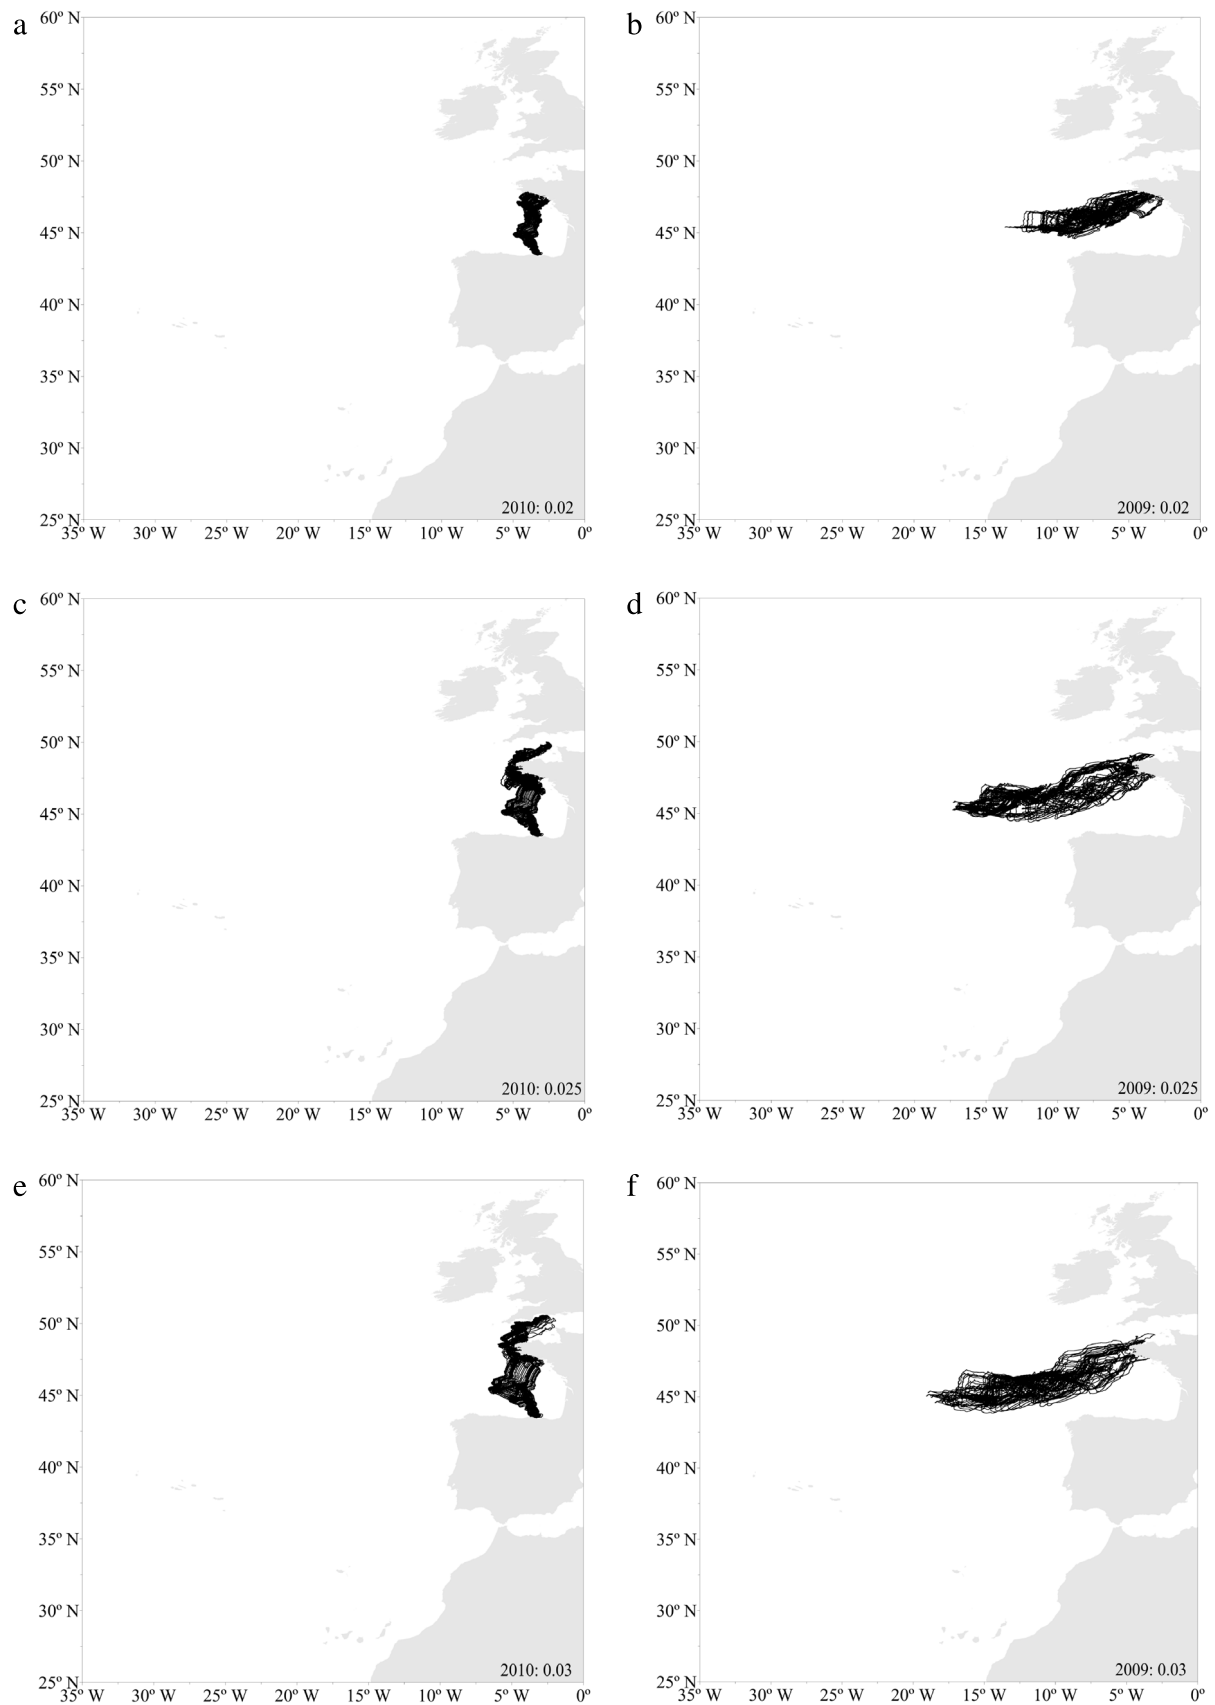 a
60º N
55º N
50º N
45º N
40º N
35º N
30º N
25º N
35º W 30º W 25º W 20º W 15º W 10º W 5º W 0º
2010: 0.02
b
60º N
55º N
50º N
45º N
40º N
35º N
30º N
25º N
35º W 30º W 25º W 20º W 15º W 10º W 5º W 0º
2009: 0.02
c
60º N
55º N
50º N
45º N
40º N
35º N
30º N
25º N
35º W 30º W 25º W 20º W 15º W 10º W 5º W 0º
2010: 0.025
d
60º N
55º N
50º N
45º N
40º N
35º N
30º N
25º N
35º W 30º W 25º W 20º W 15º W 10º W 5º W 0º
2009: 0.025
e
60º N
55º N
50º N
45º N
40º N
35º N
30º N
25º N
35º W 30º W 25º W 20º W 15º W 10º W 5º W 0º
2010: 0.03
f
60º N
55º N
50º N
45º N
40º N
35º N
30º N
25º N
35º W 30º W 25º W 20º W 15º W 10º W 5º W 0º
2009: 0.03